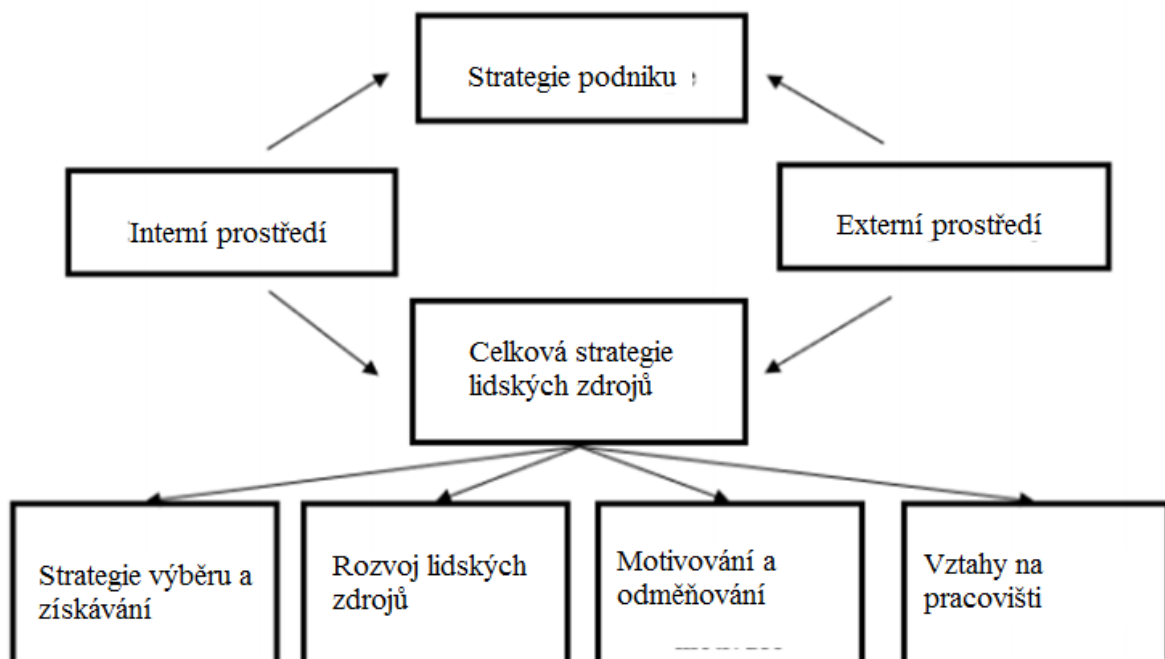 Strategie podniku
Interní prostředí
Externí prostředí
Celková strategie
lidských zdrojů
Strategie výběru a
získávání
Rozvoj lidských
zdrojů
Motivování a
odměňování
Vztahy na
pracovišti